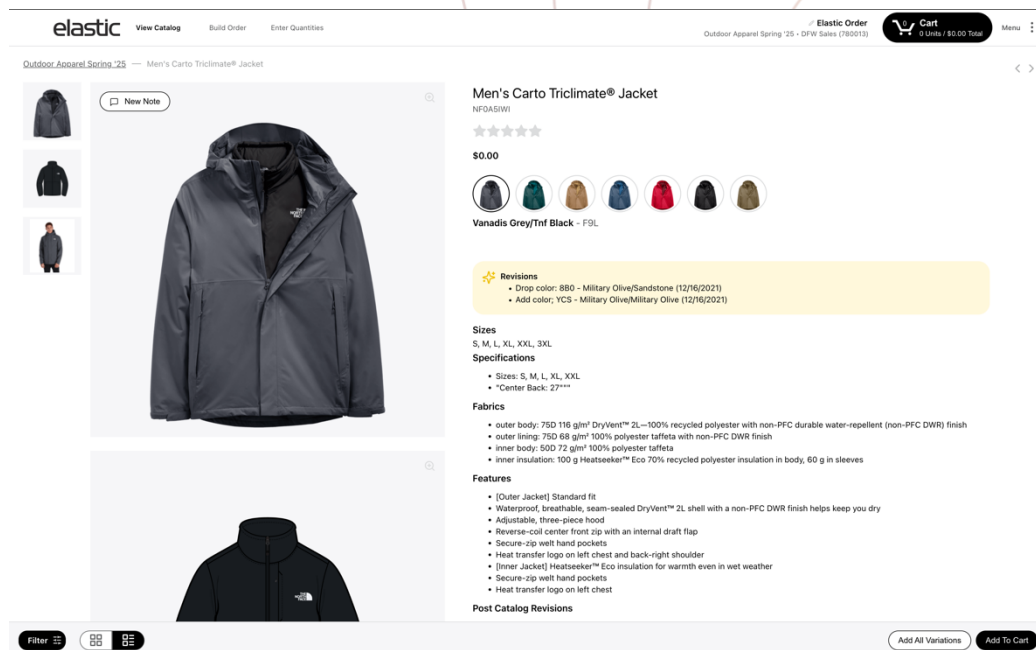 elastic
View Catalog
Build Order
Enter Quantities
Elastic Order
Outdoor Apparel Spring '25 • DFW Sales (780013)
0
Cart
0 Units / $0.00 Total
Menu
Outdoor Apparel Spring '25 — Men's Carto Triclimate® Jacket
New Note
THE NORTH FACE
Men's Carto Triclimate® Jacket
NF0A5IWI
$0.00
Vanadis Grey/Tnf Black - F9L
Revisions
• Drop color: 8B0 - Military Olive/Sandstone (12/16/2021)
• Add color; YCS - Military Olive/Military Olive (12/16/2021)
Sizes
S, M, L, XL, XXL, 3XL
Specifications
• Sizes: S, M, L, XL, XXL
• "Center Back: 27"""
Fabrics
• outer body: 75D 116 g/m² DryVent™ 2L—100% recycled polyester with non-PFC durable water-repellent (non-PFC DWR) finish
• outer lining: 75D 68 g/m² 100% polyester taffeta with non-PFC DWR finish
• inner body: 50D 72 g/m² 100% polyester taffeta
• inner insulation: 100 g Heatseeker™ Eco 70% recycled polyester insulation in body, 60 g in sleeves
Features
• [Outer Jacket] Standard fit
• Waterproof, breathable, seam-sealed DryVent™ 2L shell with a non-PFC DWR finish helps keep you dry
• Adjustable, three-piece hood
• Reverse-coil center front zip with an internal draft flap
• Secure-zip welt hand pockets
• Heat transfer logo on left chest and back-right shoulder
• [Inner Jacket] Heatseeker™ Eco insulation for warmth even in wet weather
• Secure-zip welt hand pockets
• Heat transfer logo on left chest
Post Catalog Revisions
THE NORTH FACE
Filter
Add All Variations
Add To Cart